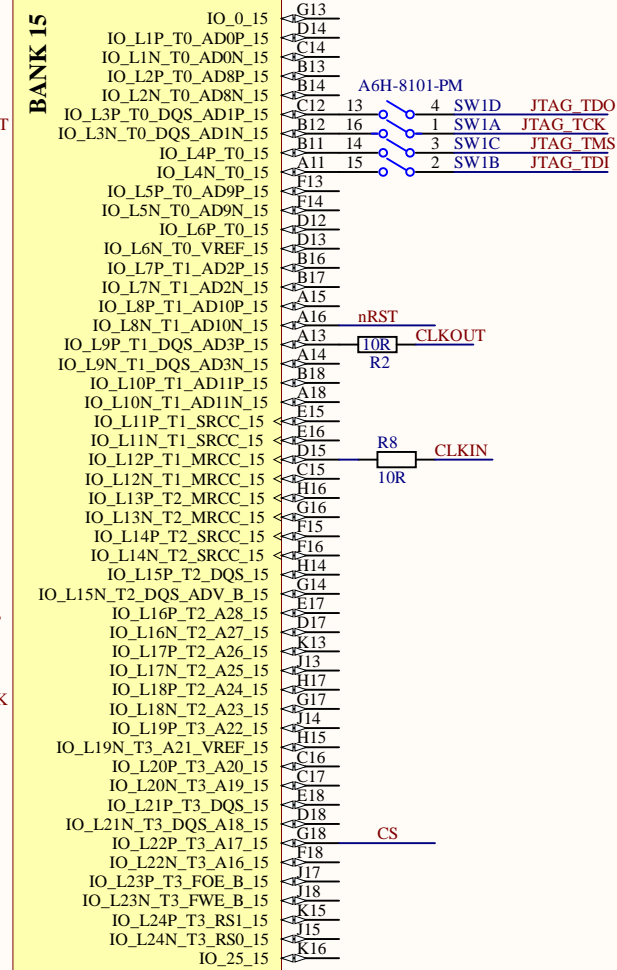 BANK 15
IO_0_15 G13
IO_L1P_T0_AD0P_15 D14
IO_L1N_T0_AD0N_15 C14
IO_L2P_T0_AD8P_15 B13
IO_L2N_T0_AD8N_15 B14
A6H-8101-PM
IO_L3P_T0_DQS_AD1P_15 C12 13 4 SW1D JTAG_TDO
IO_L3N_T0_DQS_AD1N_15 B12 16 1 SW1A JTAG_TCK
IO_L4P_T0_15 B11 14 3 SW1C JTAG_TMS
IO_L4N_T0_15 A11 15 2 SW1B JTAG_TDI
IO_L5P_T0_AD9P_15 F13
IO_L5N_T0_AD9N_15 F14
IO_L6P_T0_15 D12
IO_L6N_T0_VREF_15 D13
IO_L7P_T1_AD2P_15 B16
IO_L7N_T1_AD2N_15 B17
IO_L8P_T1_AD10P_15 A15
IO_L8N_T1_AD10N_15 A16 nRST
IO_L9P_T1_DQS_AD3P_15 A13 10R CLKOUT
R2
IO_L9N_T1_DQS_AD3N_15 A14
IO_L10P_T1_AD11P_15 B18
IO_L10N_T1_AD11N_15 A18
IO_L11P_T1_SRCC_15 E15
IO_L11N_T1_SRCC_15 E16
R8
IO_L12P_T1_MRCC_15 D15 CLKIN
10R
IO_L12N_T1_MRCC_15 C15
IO_L13P_T2_MRCC_15 H16
IO_L13N_T2_MRCC_15 G16
IO_L14P_T2_SRCC_15 F15
IO_L14N_T2_SRCC_15 F16
IO_L15P_T2_DQS_15 H14
IO_L15N_T2_DQS_ADV_B_15 G14
IO_L16P_T2_A28_15 E17
IO_L16N_T2_A27_15 D17
IO_L17P_T2_A26_15 K13
IO_L17N_T2_A25_15 J13
IO_L18P_T2_A24_15 H17
IO_L18N_T2_A23_15 G17
IO_L19P_T3_A22_15 J14
IO_L19N_T3_A21_VREF_15 H15
IO_L20P_T3_A20_15 C16
IO_L20N_T3_A19_15 C17
IO_L21P_T3_DQS_15 E18
IO_L21N_T3_DQS_A18_15 D18
IO_L22P_T3_A17_15 G18 CS
IO_L22N_T3_A16_15 F18
IO_L23P_T3_FOE_B_15 J17
IO_L23N_T3_FWE_B_15 J18
IO_L24P_T3_RS1_15 K15
IO_L24N_T3_RS0_15 J15
IO_25_15 K16